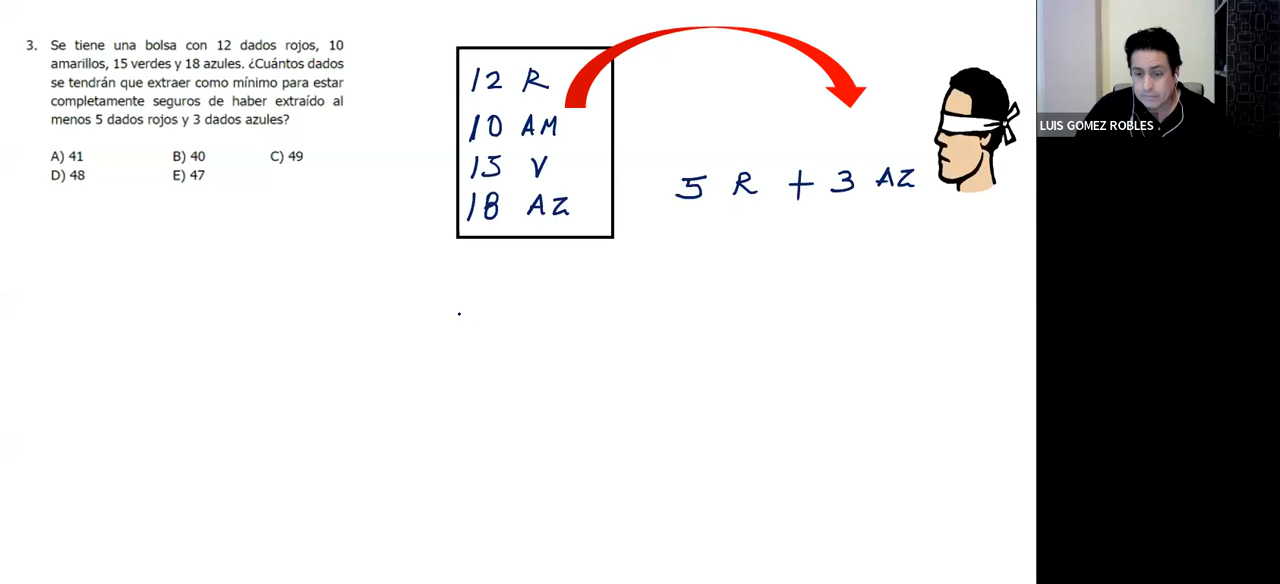 3. Se tiene una bolsa con 12 dados rojos, 10
amarillos, 15 verdes y 18 azules. ¿Cuántos dados
se tendrán que extraer como mínimo para estar
completamente seguros de haber extraído al
menos 5 dados rojos y 3 dados azules?
A) 41 B) 40 C) 49
D) 48 E) 47
12 R
10 AM
15 V
18 AZ
5 R + 3 AZ
LUIS GOMEZ ROBLES